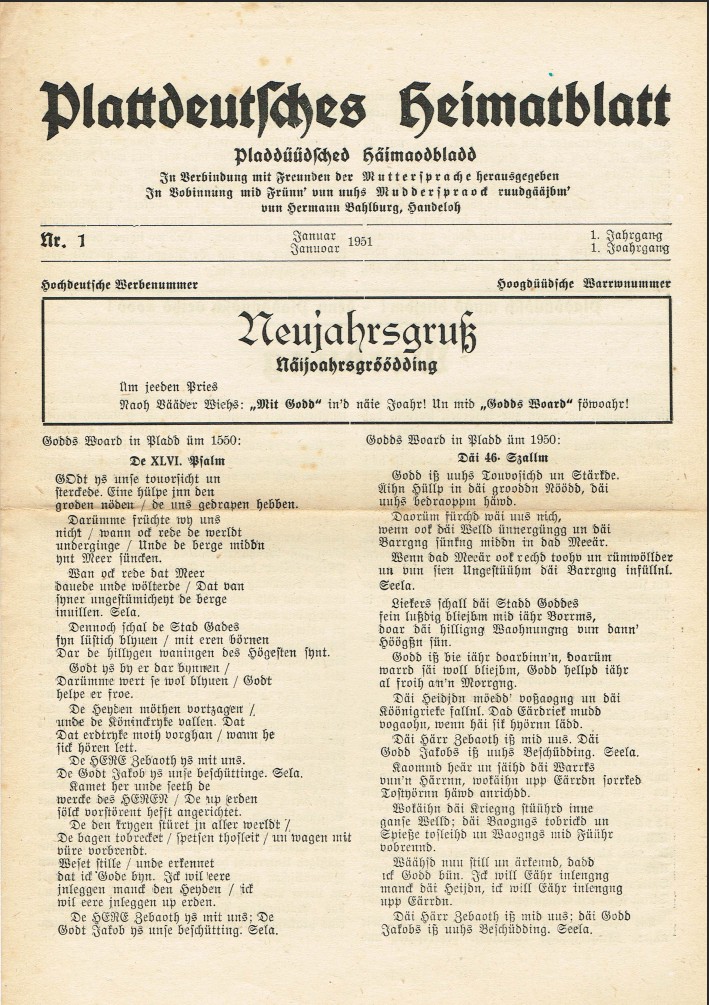 Plattdeutsches Heimatblatt
Pladdüüdsched Häimaodbladd
In Verbindung mit Freunden der Muttersprache herausgegeben
In Vobinnung mid Frünn' vun uuhs Muddersproack ruudgääjbm'
vun Hermann Bahlburg, Handeloh
Nr. 1
Januar
Januoar
1951
1. Jahrgang
1. Joahrgang
Hochdeutsche Werbenummer
Hoogdüüdsche Warrwnummer
Neujahrsgruß
Näijoahrsgröödding
Üm jeeden Pries
Naoh Vääder Wiehs: „Mit Godd“ in'd näie Joahr! Un mid „Godds Woard“ föwoahr!
Godds Woard in Pladd üm 1550:
De XLVI. Psalm
GOdt ys unse touorsicht un
sterckede. Eine hülpe jnn den
groden nöden / de uns gedrapen hebben.
Darümme früchte wy uns
nicht / wann ock rede de werldt
underginge / Unde de berge middn
ynt Meer süncken.
Wan ock rede dat Meer
dauede unde wölterde / Dat van
syner ungestümicheyt de berge
inuillen. Sela.
Dennoch schal de Stad Gades
fyn lüstich blyuen / mit eren börnen
Dar de hillygen waningen des Högesten synt.
Godt ys by er dar bynnen /
Darümme wert se wol blyuen / Godt
helpe er froe.
De Heyden möthen vortzagen /
unde de Köninckryke vallen. Dat
Dat erdtryke moth vorghan / wann he
sick hören lett.
De HERE Zebaoth ys mit uns.
De Godt Jakob ys unse beschüttinge. Sela.
Kamet her unde seeth de
wercke des HEREN / De up erden
sölck vorstörent hefft angerichtet.
De den krygen stüret jn aller werldt /
De bagen tobrecket / spetsen thosleit / un wagen mit
vüre vorbrendt.
Weset stille / unde erkennet
dat ick Gode byn. Ick wil eere
jnleggen manck den Heyden / ick
wil eere jnleggen up erden.
De HERE Zebaoth ys mit uns; De
Godt Jakob ys unse beschütting. Sela.
Godds Woard in Pladd üm 1950:
Däi 46. Szallm
Godd iß uuhs Touvosichd un Stärkde.
Äihn Hüllp in däi grooddn Nöödd, däi
uuhs bedraoppm häwd.
Daorüm fürchd wäi uus nich,
wenn ook däi Welld ünnergüngg un däi
Barrgng sünkng middn in dad Meeär.
Wenn dad Meeär ook rechd toohv un rümwöllder
un vun sien Ungestüühm däi Barrgng infüllnl.
Seela.
Liekers schall däi Stadd Goddes
fein lußdig bliejbm mid iähr Borrms,
doar däi hilligng Waohnungng vun dann'
Höögßn sün.
Godd iß bie iähr doarbinn'n, doarüm
warrd säi woll bliejbm, Godd hellpd iähr
al froih an'n Morrgng.
Däi Heidjdn möedd' voßaogng un däi
Käönigrieke fallnl. Dad Eärdriek mudd
vogaohn, wenn häi sik hyörnn lädd.
Däi Härr Zebaoth iß mid uus. Däi
Godd Jakobs iß uuhs Beschüdding. Seela.
Kaommd heär un säihd däi Warrks
vun'n Härrnn, wokäihn upp Eärrdn sorrked
Tostyörnn häwd anrichdd.
Wokäihn däi Kriegng stüührd inne
ganse Welld; däi Baogngs tobrickd un
Spieße tosleihd un Waogngs mid Füühr
vobrennd.
Wäähsd nuu still un ärkennd, dadd
ick Godd bün. Ick will Eähr inlengng
manck däi Heijdn, ick will Eähr inlengng
upp Eärrdn.
Däi Härr Zebaoth iß mid uus; däi Godd
Jakobs iß uuhs Beschüdding. Seela.